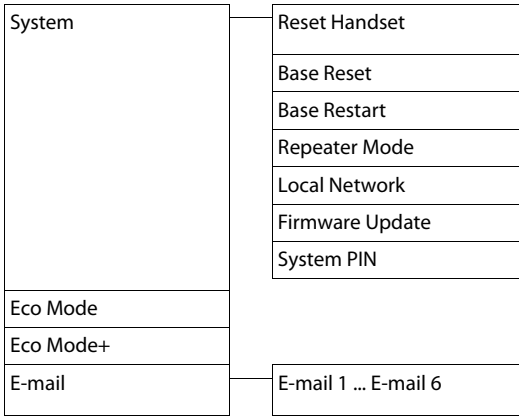 System
Reset Handset
Base Reset
Base Restart
Repeater Mode
Local Network
Firmware Update
System PIN
Eco Mode
Eco Mode+
E-mail
E-mail 1 ... E-mail 6